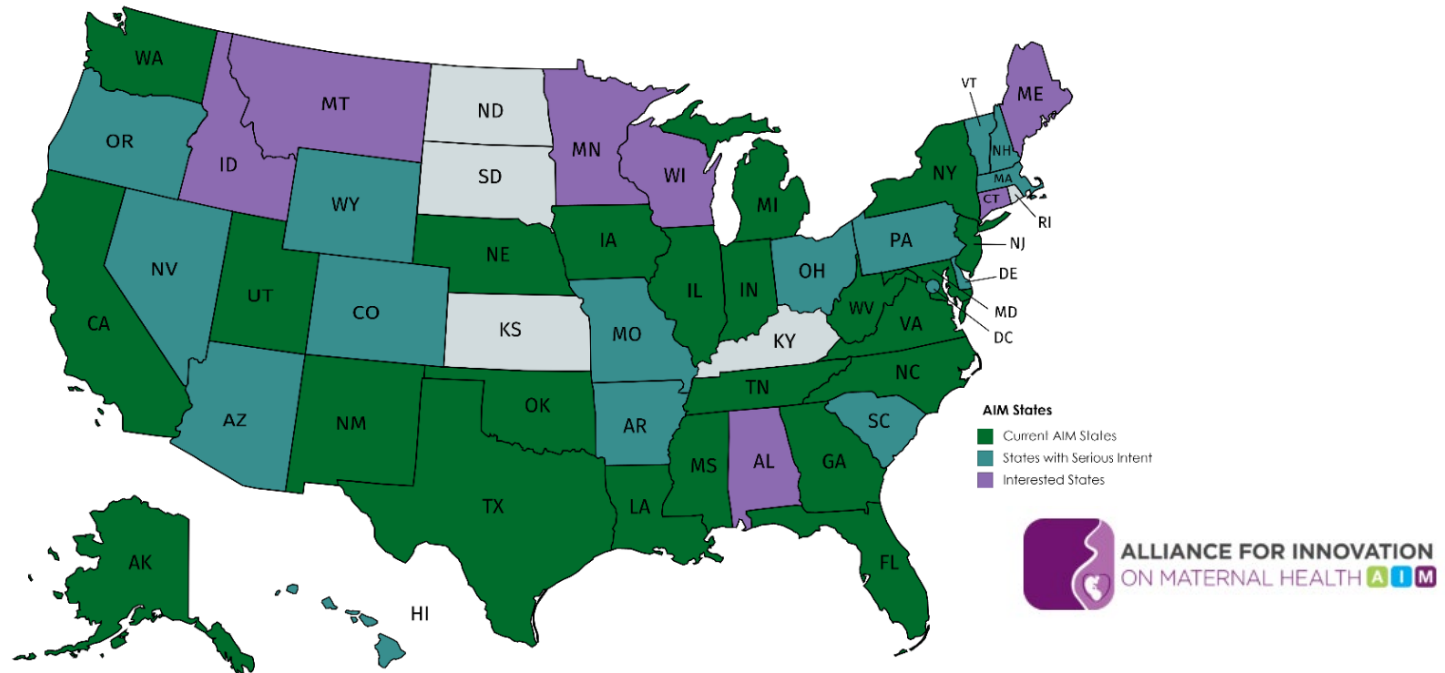 WA
MT
ND
VT
ME
OR
ID
MN
NH
SD
WI
NY
MA
WY
MI
CT
RI
IA
PA
NJ
NE
NV
OH
DE
IL
IN
UT
CO
WV
MD
CA
KS
MO
VA
DC
KY
NC
TN
OK
AZ
NM
AR
SC
AIM States
Current AIM States
States with Serious Intent
Interested States
MS
AL
GA
TX
LA
AK
FL
HI
ALLIANCE FOR INNOVATION
ON MATERNAL HEALTH AIM